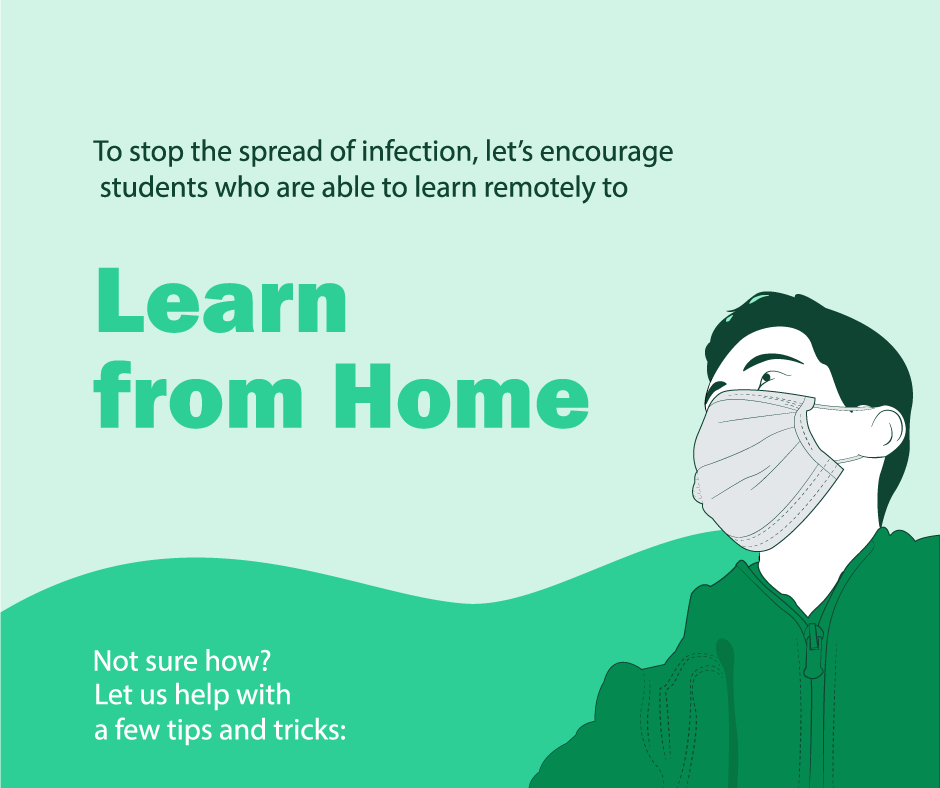 To stop the spread of infection, let’s encourage
students who are able to learn remotely to
Learn
from Home
Not sure how?
Let us help with
a few tips and tricks: